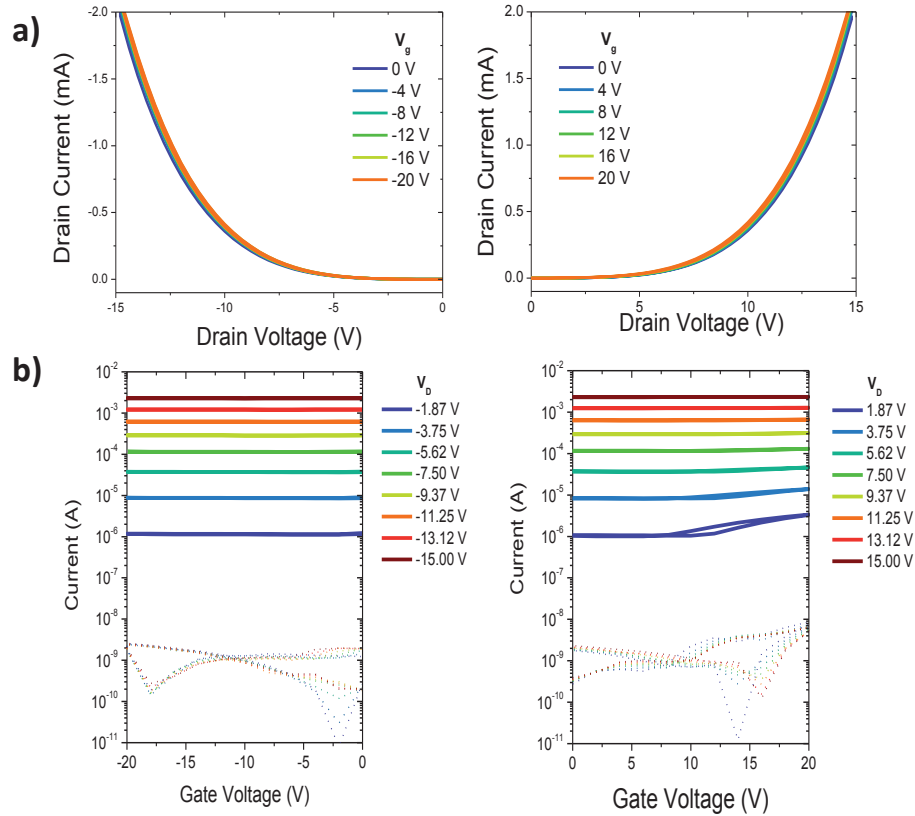 a)
Drain Current (mA)
-2.0
-1.5
-1.0
-0.5
0.0
-15
-10
-5
0
Drain Voltage (V)
Vg
0 V
-4 V
-8 V
-12 V
-16 V
-20 V
Drain Current (mA)
2.0
1.5
1.0
0.5
0.0
0
5
10
15
Drain Voltage (V)
Vg
0 V
4 V
8 V
12 V
16 V
20 V
b)
Current (A)
10-2
10-3
10-4
10-5
10-6
10-7
10-8
10-9
10-10
10-11
-20
-15
-10
-5
0
Gate Voltage (V)
VD
-1.87 V
-3.75 V
-5.62 V
-7.50 V
-9.37 V
-11.25 V
-13.12 V
-15.00 V
Current (A)
10-2
10-3
10-4
10-5
10-6
10-7
10-8
10-9
10-10
10-11
0
5
10
15
20
Gate Voltage (V)
VD
1.87 V
3.75 V
5.62 V
7.50 V
9.37 V
11.25 V
13.12 V
15.00 V